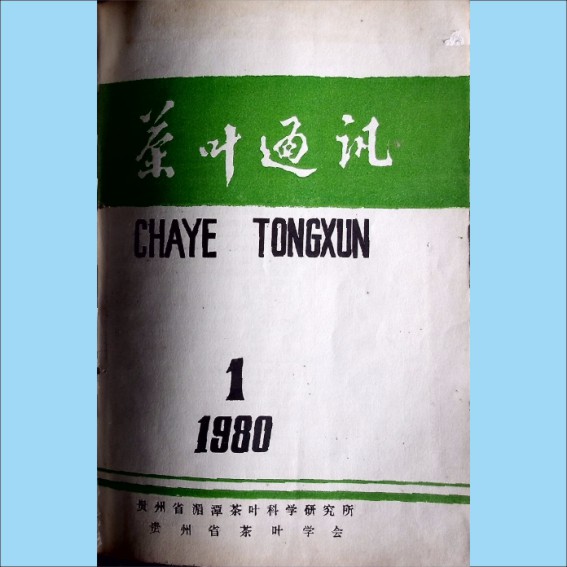 茶叶通讯
CHAYE TONGXUN
1
1980
贵州省湄潭茶叶科学研究所
贵州省茶叶学会